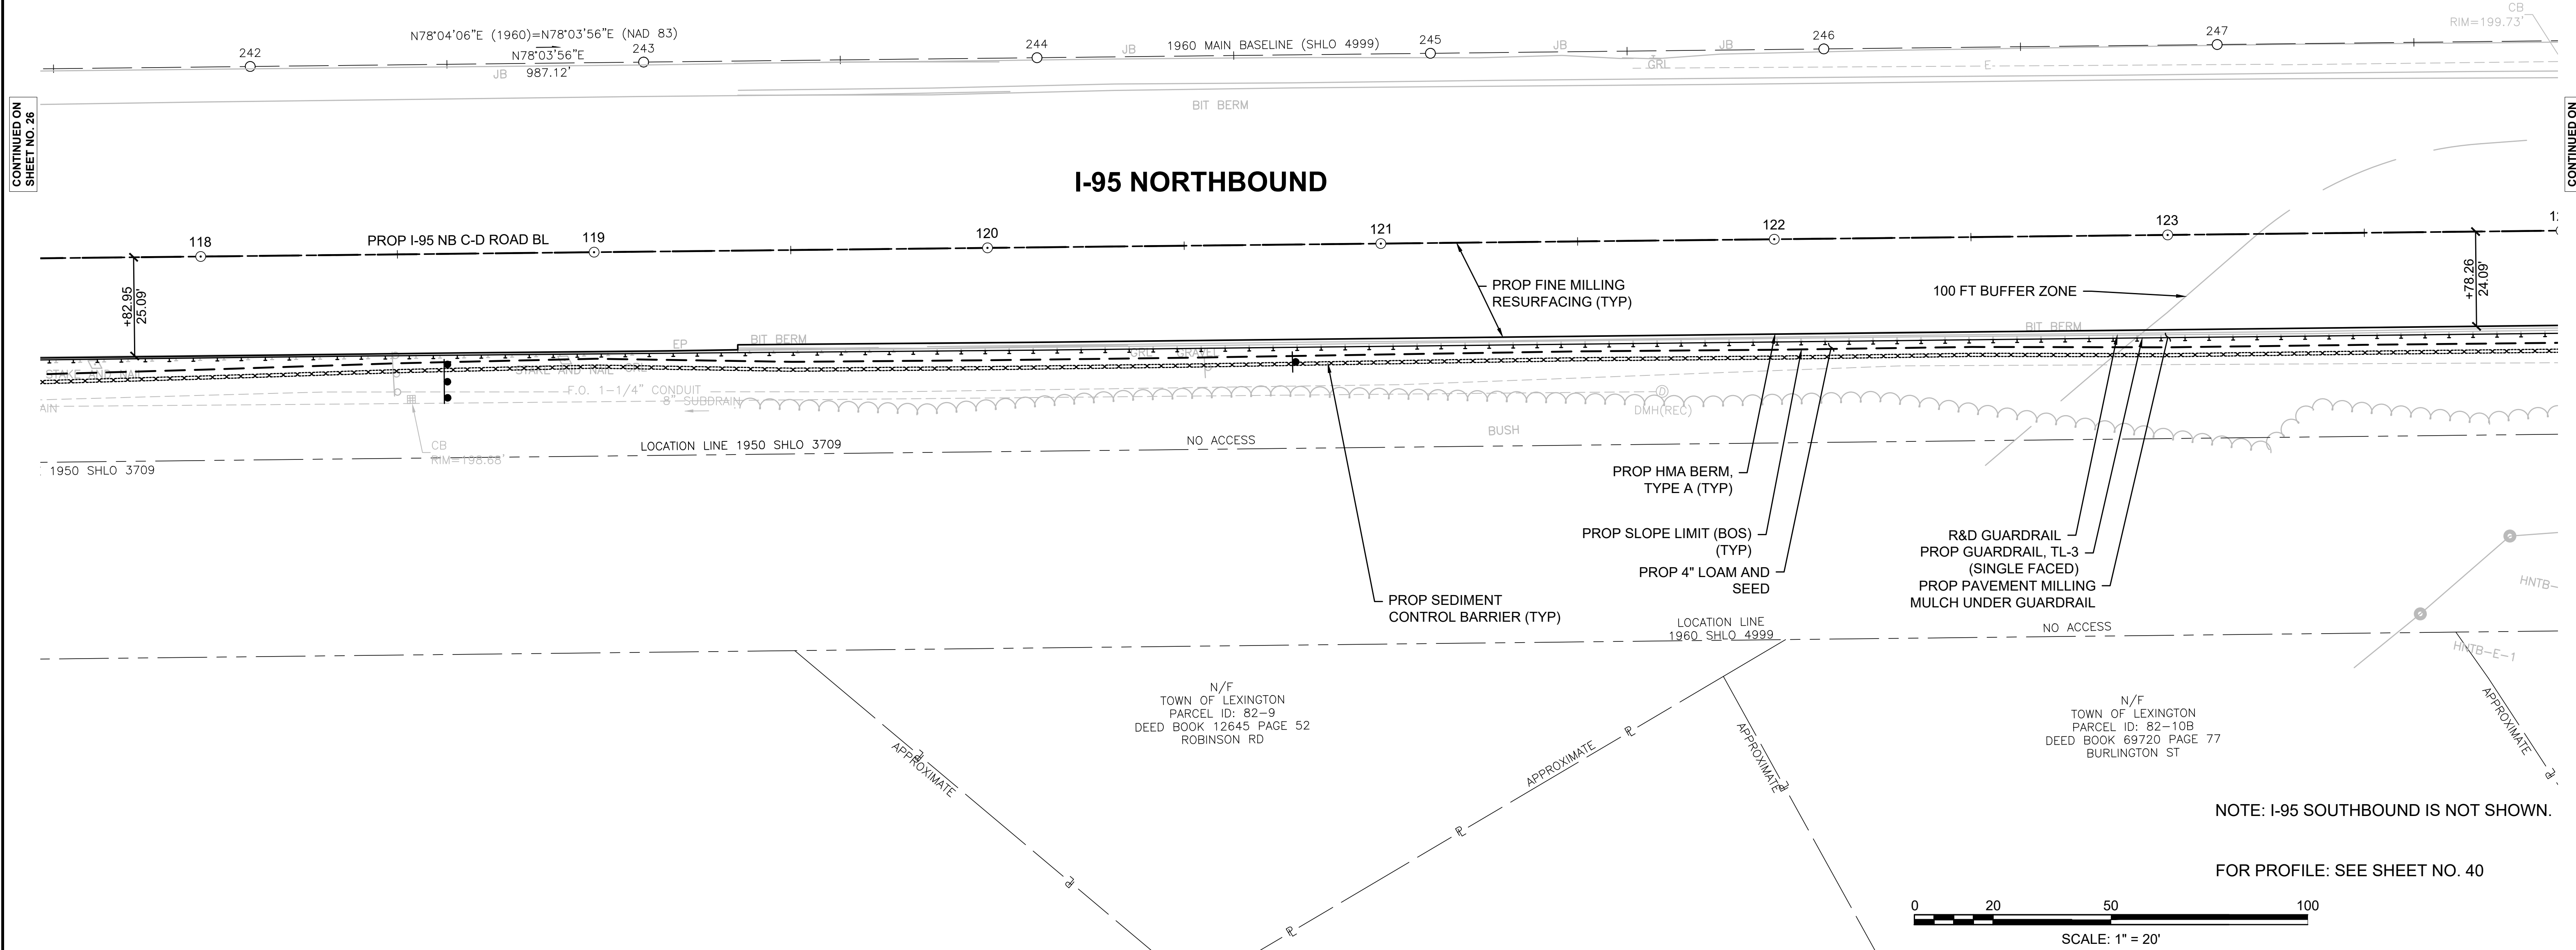 CB
RIM=199.73'
N78°04'06"E (1960)=N78°03'56"E (NAD 83)
242
N78°03'56"E
987.12'
243
JB
244
JB
1960 MAIN BASELINE (SHLO 4999)
245
JB
GRL
JB
246
E
247
BIT BERM
CONTINUED ON
SHEET NO. 26
CONTINUED ON
I-95 NORTHBOUND
118
PROP I-95 NB C-D ROAD BL
119
120
121
122
123
+82.95
25.09'
+78.26
24.09'
PROP FINE MILLING
RESURFACING (TYP)
100 FT BUFFER ZONE
EP
BIT BERM
GRL
GRAVEL
BIT BERM
STAKE AND NAIL GRL
F.O. 1-1/4" CONDUIT
8" SUBDRAIN
AIN
D
DMH(REC)
BUSH
CB
RIM=198.68'
LOCATION LINE 1950 SHLO 3709
NO ACCESS
1950 SHLO 3709
PROP HMA BERM,
TYPE A (TYP)
PROP SLOPE LIMIT (BOS)
(TYP)
PROP 4" LOAM AND
SEED
PROP SEDIMENT
CONTROL BARRIER (TYP)
R&D GUARDRAIL
PROP GUARDRAIL, TL-3
(SINGLE FACED)
PROP PAVEMENT MILLING
MULCH UNDER GUARDRAIL
HNTB-
LOCATION LINE
1960 SHLO 4999
NO ACCESS
HNTB-E-1
N/F
TOWN OF LEXINGTON
PARCEL ID: 82-9
DEED BOOK 12645 PAGE 52
ROBINSON RD
N/F
TOWN OF LEXINGTON
PARCEL ID: 82-10B
DEED BOOK 69720 PAGE 77
BURLINGTON ST
APPROXIMATE
APPROXIMATE
APPROXIMATE
APPROXIMATE
NOTE: I-95 SOUTHBOUND IS NOT SHOWN.
FOR PROFILE: SEE SHEET NO. 40
0 20 50 100
SCALE: 1" = 20'